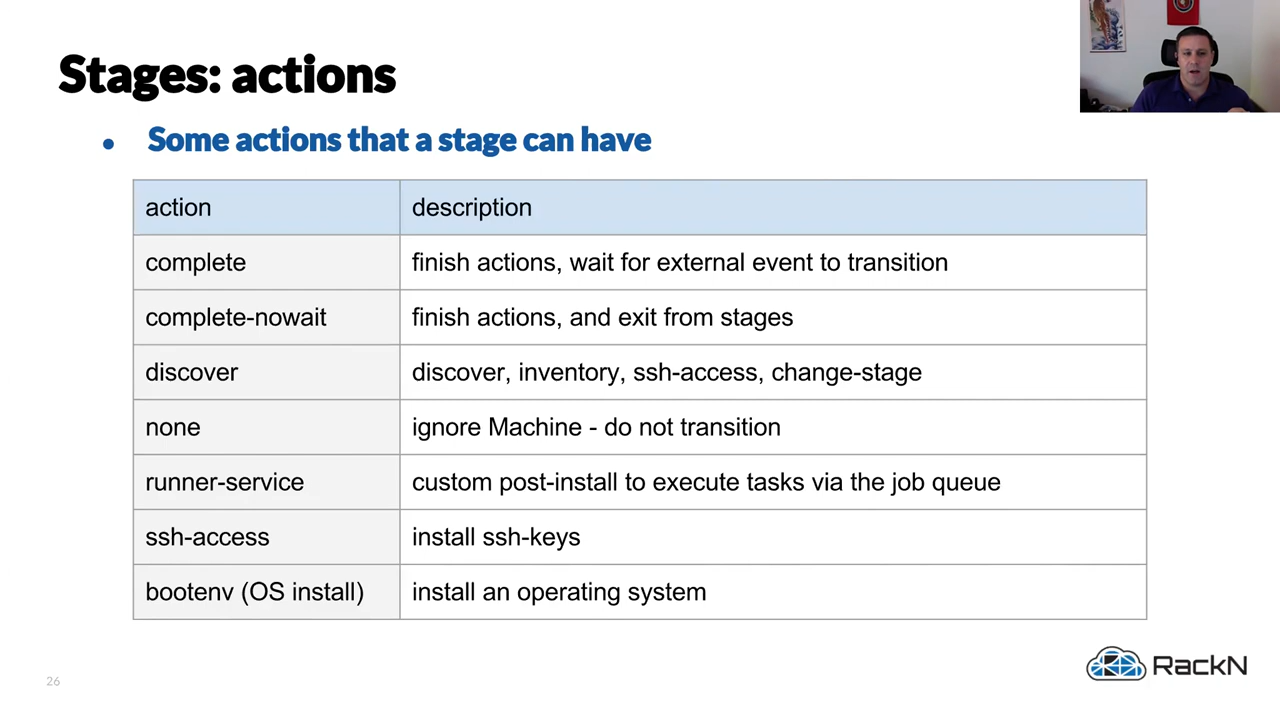 Stages: actions
• Some actions that a stage can have
action description
complete finish actions, wait for external event to transition
complete-nowait finish actions, and exit from stages
discover discover, inventory, ssh-access, change-stage
none ignore Machine - do not transition
runner-service custom post-install to execute tasks via the job queue
ssh-access install ssh-keys
bootenv (OS install) install an operating system
26
RackN